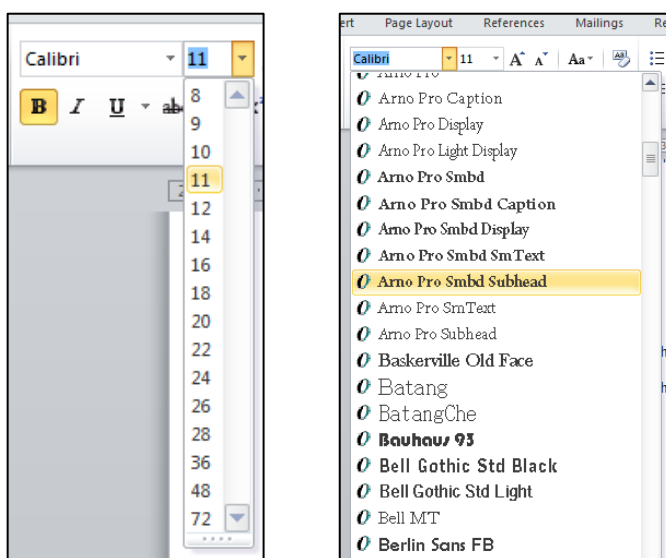 Calibri 11
B I U abc
8
9
10
11
12
14
16
18
20
22
24
26
28
36
48
72
Page Layout References Mailings
Calibri 11 A A Aa
Arno Pro
Arno Pro Caption
Arno Pro Display
Arno Pro Light Display
Arno Pro Smbd
Arno Pro Smbd Caption
Arno Pro Smbd Display
Arno Pro Smbd SmText
Arno Pro Smbd Subhead
Arno Pro SmText
Arno Pro Subhead
Baskerville Old Face
Batang
BatangChe
Bauhaus 93
Bell Gothic Std Black
Bell Gothic Std Light
Bell MT
Berlin Sans FB